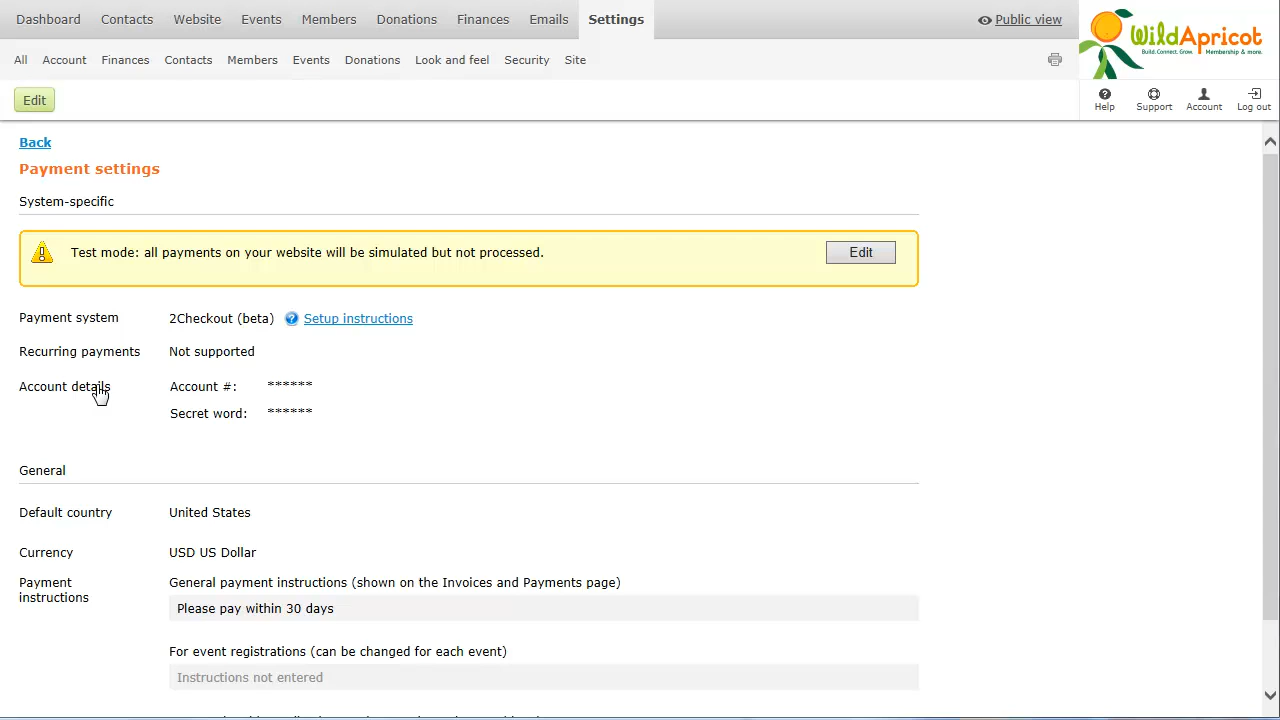 Dashboard Contacts Website Events Members Donations Finances Emails Settings Public view
WildApricot
Build. Connect. Grow. Membership & more.
All Account Finances Contacts Members Events Donations Look and feel Security Site
Edit
Help Support Account Log out
Back
Payment settings
System-specific
Test mode: all payments on your website will be simulated but not processed. Edit
Payment system 2Checkout (beta) Setup instructions
Recurring payments Not supported
Account details Account #: ******
Secret word: ******
General
Default country United States
Currency USD US Dollar
Payment instructions General payment instructions (shown on the Invoices and Payments page)
Please pay within 30 days
For event registrations (can be changed for each event)
Instructions not entered